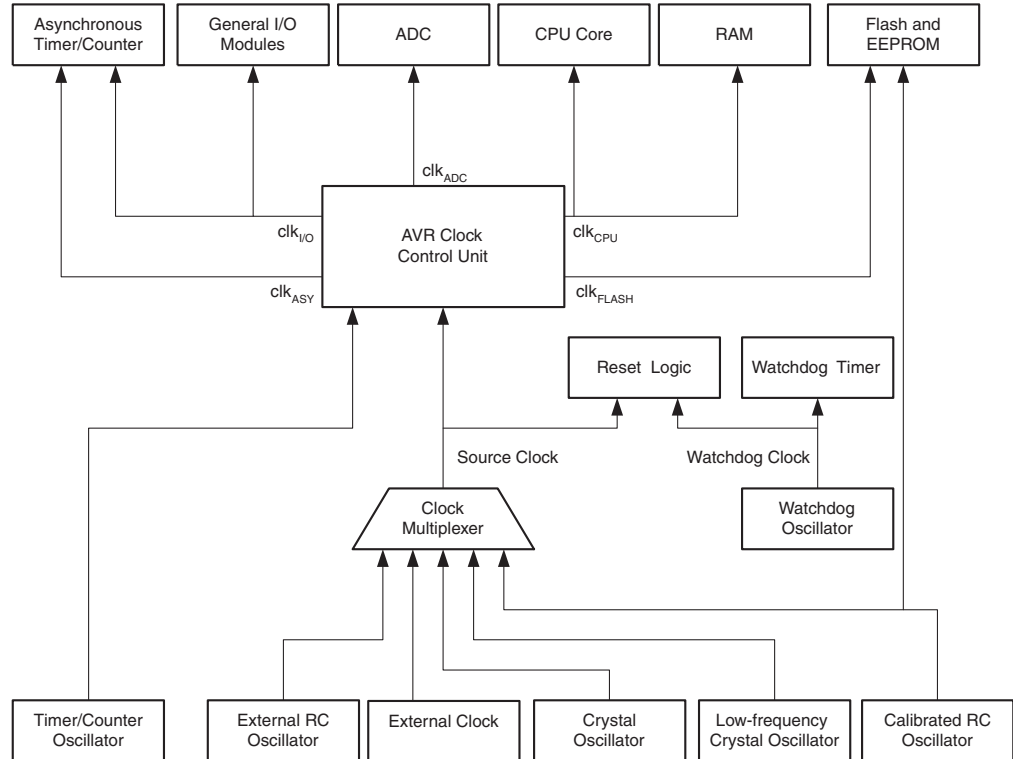 Asynchronous
Timer/Counter
General I/O
Modules
ADC
CPU Core
RAM
Flash and
EEPROM
clkADC
clkI/O
AVR Clock
Control Unit
clkCPU
clkASY
clkFLASH
Reset Logic
Watchdog Timer
Source Clock
Watchdog Clock
Clock
Multiplexer
Watchdog
Oscillator
Timer/Counter
Oscillator
External RC
Oscillator
External Clock
Crystal
Oscillator
Low-frequency
Crystal Oscillator
Calibrated RC
Oscillator